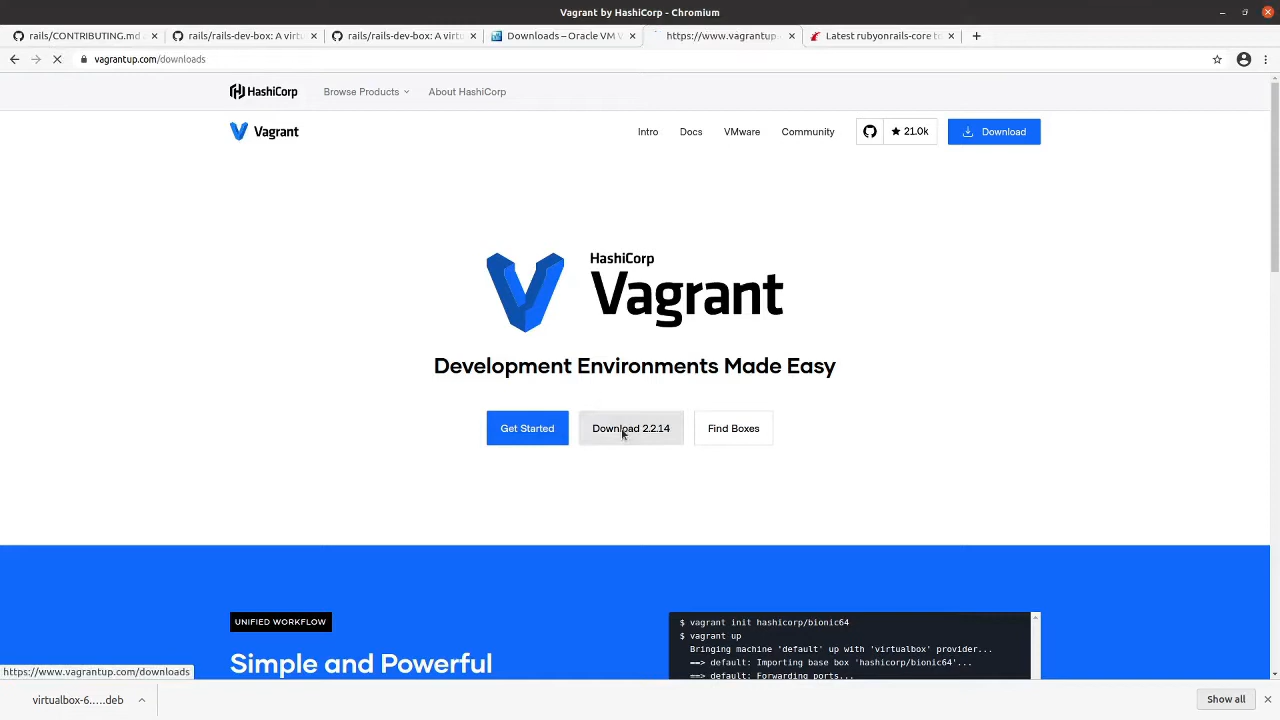 Vagrant by HashiCorp - Chromium
rails/CONTRIBUTING.md a
rails/rails-dev-box: A virtu
rails/rails-dev-box: A virtu
Downloads – Oracle VM V
https://www.vagrantup.
Latest rubyonrails-core to
vagrantup.com/downloads
HashiCorp
Browse Products
About HashiCorp
Vagrant
Intro
Docs
VMware
Community
21.0k
Download
HashiCorp
Vagrant
Development Environments Made Easy
Get Started
Download 2.2.14
Find Boxes
UNIFIED WORKFLOW
Simple and Powerful
$ vagrant init hashicorp/bionic64
$ vagrant up
Bringing machine 'default' up with 'virtualbox' provider...
==> default: Importing base box 'hashicorp/bionic64'...
==> default: Forwarding ports...
https://www.vagrantup.com/downloads
virtualbox-6.....deb
Show all